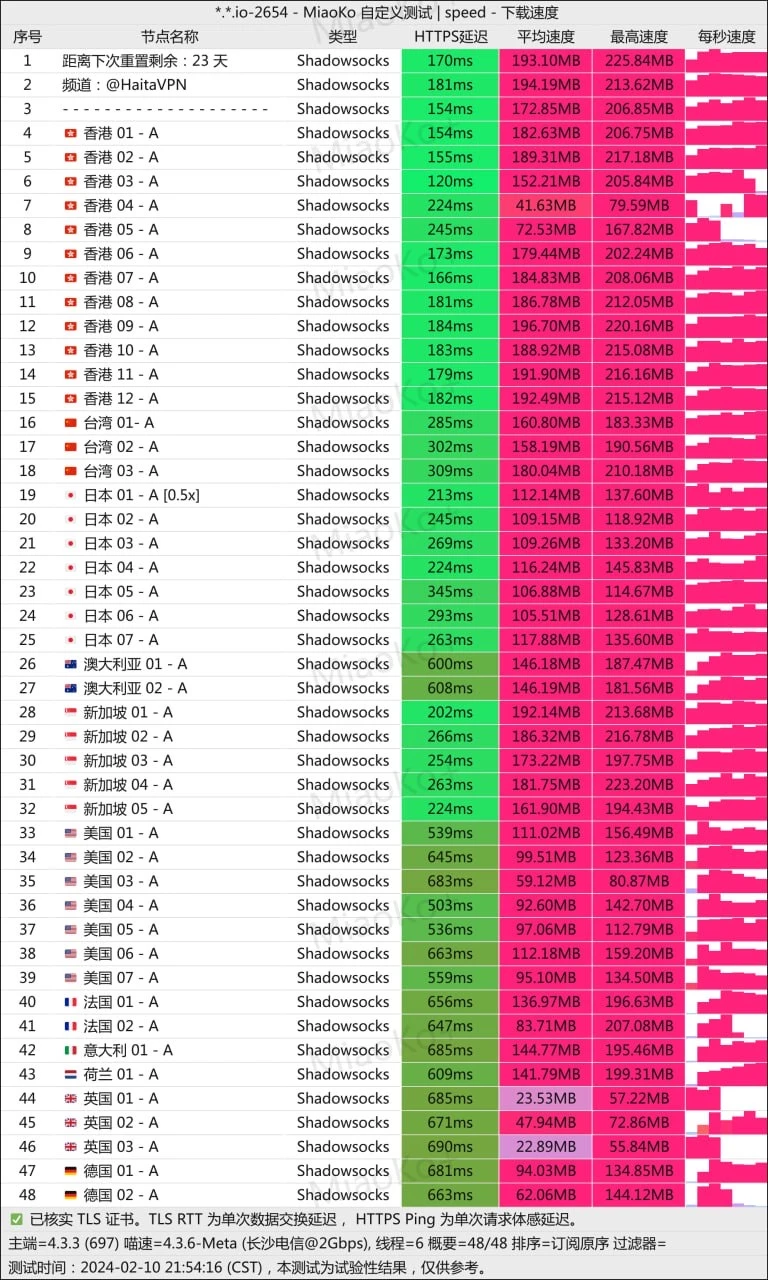 *.*.io-2654 - MiaoKo 自定义测试 | speed - 下载速度
序号 节点名称 类型 HTTPS延迟 平均速度 最高速度 每秒速度
1 距离下次重置剩余：23 天 Shadowsocks 170ms 193.10MB 225.84MB
2 频道：@HaitaVPN Shadowsocks 181ms 194.19MB 213.62MB
3 - - - - - - - - - - - - - - - - - - - - Shadowsocks 154ms 172.85MB 206.85MB
4 香港 01 - A Shadowsocks 154ms 182.63MB 206.75MB
5 香港 02 - A Shadowsocks 155ms 189.31MB 217.18MB
6 香港 03 - A Shadowsocks 120ms 152.21MB 205.84MB
7 香港 04 - A Shadowsocks 224ms 41.63MB 79.59MB
8 香港 05 - A Shadowsocks 245ms 72.53MB 167.82MB
9 香港 06 - A Shadowsocks 173ms 179.44MB 202.24MB
10 香港 07 - A Shadowsocks 166ms 184.83MB 208.06MB
11 香港 08 - A Shadowsocks 181ms 186.78MB 212.05MB
12 香港 09 - A Shadowsocks 184ms 196.70MB 220.16MB
13 香港 10 - A Shadowsocks 183ms 188.92MB 215.08MB
14 香港 11 - A Shadowsocks 179ms 191.90MB 216.16MB
15 香港 12 - A Shadowsocks 182ms 192.49MB 215.12MB
16 台湾 01- A Shadowsocks 285ms 160.80MB 183.33MB
17 台湾 02 - A Shadowsocks 302ms 158.19MB 190.56MB
18 台湾 03 - A Shadowsocks 309ms 180.04MB 210.18MB
19 日本 01 - A [0.5x] Shadowsocks 213ms 112.14MB 137.60MB
20 日本 02 - A Shadowsocks 245ms 109.15MB 118.92MB
21 日本 03 - A Shadowsocks 269ms 109.26MB 133.20MB
22 日本 04 - A Shadowsocks 224ms 116.24MB 145.83MB
23 日本 05 - A Shadowsocks 345ms 106.88MB 114.67MB
24 日本 06 - A Shadowsocks 293ms 105.51MB 128.61MB
25 日本 07 - A Shadowsocks 263ms 117.88MB 135.60MB
26 澳大利亚 01 - A Shadowsocks 600ms 146.18MB 187.47MB
27 澳大利亚 02 - A Shadowsocks 608ms 146.19MB 181.56MB
28 新加坡 01 - A Shadowsocks 202ms 192.14MB 213.68MB
29 新加坡 02 - A Shadowsocks 266ms 186.32MB 216.78MB
30 新加坡 03 - A Shadowsocks 254ms 173.22MB 197.75MB
31 新加坡 04 - A Shadowsocks 263ms 181.75MB 223.20MB
32 新加坡 05 - A Shadowsocks 224ms 161.90MB 194.43MB
33 美国 01 - A Shadowsocks 539ms 111.02MB 156.49MB
34 美国 02 - A Shadowsocks 645ms 99.51MB 123.36MB
35 美国 03 - A Shadowsocks 683ms 59.12MB 80.87MB
36 美国 04 - A Shadowsocks 503ms 92.60MB 142.70MB
37 美国 05 - A Shadowsocks 536ms 97.06MB 112.79MB
38 美国 06 - A Shadowsocks 663ms 112.18MB 159.20MB
39 美国 07 - A Shadowsocks 559ms 95.10MB 134.50MB
40 法国 01 - A Shadowsocks 656ms 136.97MB 196.63MB
41 法国 02 - A Shadowsocks 647ms 83.71MB 207.08MB
42 意大利 01 - A Shadowsocks 685ms 144.77MB 195.46MB
43 荷兰 01 - A Shadowsocks 609ms 141.79MB 199.31MB
44 英国 01 - A Shadowsocks 685ms 23.53MB 57.22MB
45 英国 02 - A Shadowsocks 671ms 47.94MB 72.86MB
46 英国 03 - A Shadowsocks 690ms 22.89MB 55.84MB
47 德国 01 - A Shadowsocks 681ms 94.03MB 134.85MB
48 德国 02 - A Shadowsocks 663ms 62.06MB 144.12MB
✅ 已核实 TLS 证书。TLS RTT 为单次数据交换延迟， HTTPS Ping 为单次请求体感延迟。
主端=4.3.3 (697) 喵速=4.3.6-Meta (长沙电信@2Gbps), 线程=6 概要=48/48 排序=订阅原序 过滤器=
测试时间：2024-02-10 21:54:16 (CST)，本测试为试验性结果，仅供参考。